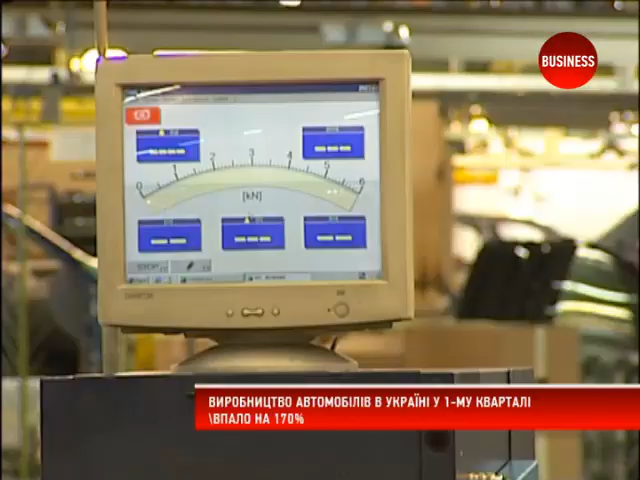 BUSINESS
0 1 2 3 4 5 6
[kN]
ВИРОБНИЦТВО АВТОМОБІЛІВ В УКРАЇНІ У 1-МУ КВАРТАЛІ
\ВПАЛО НА 170%